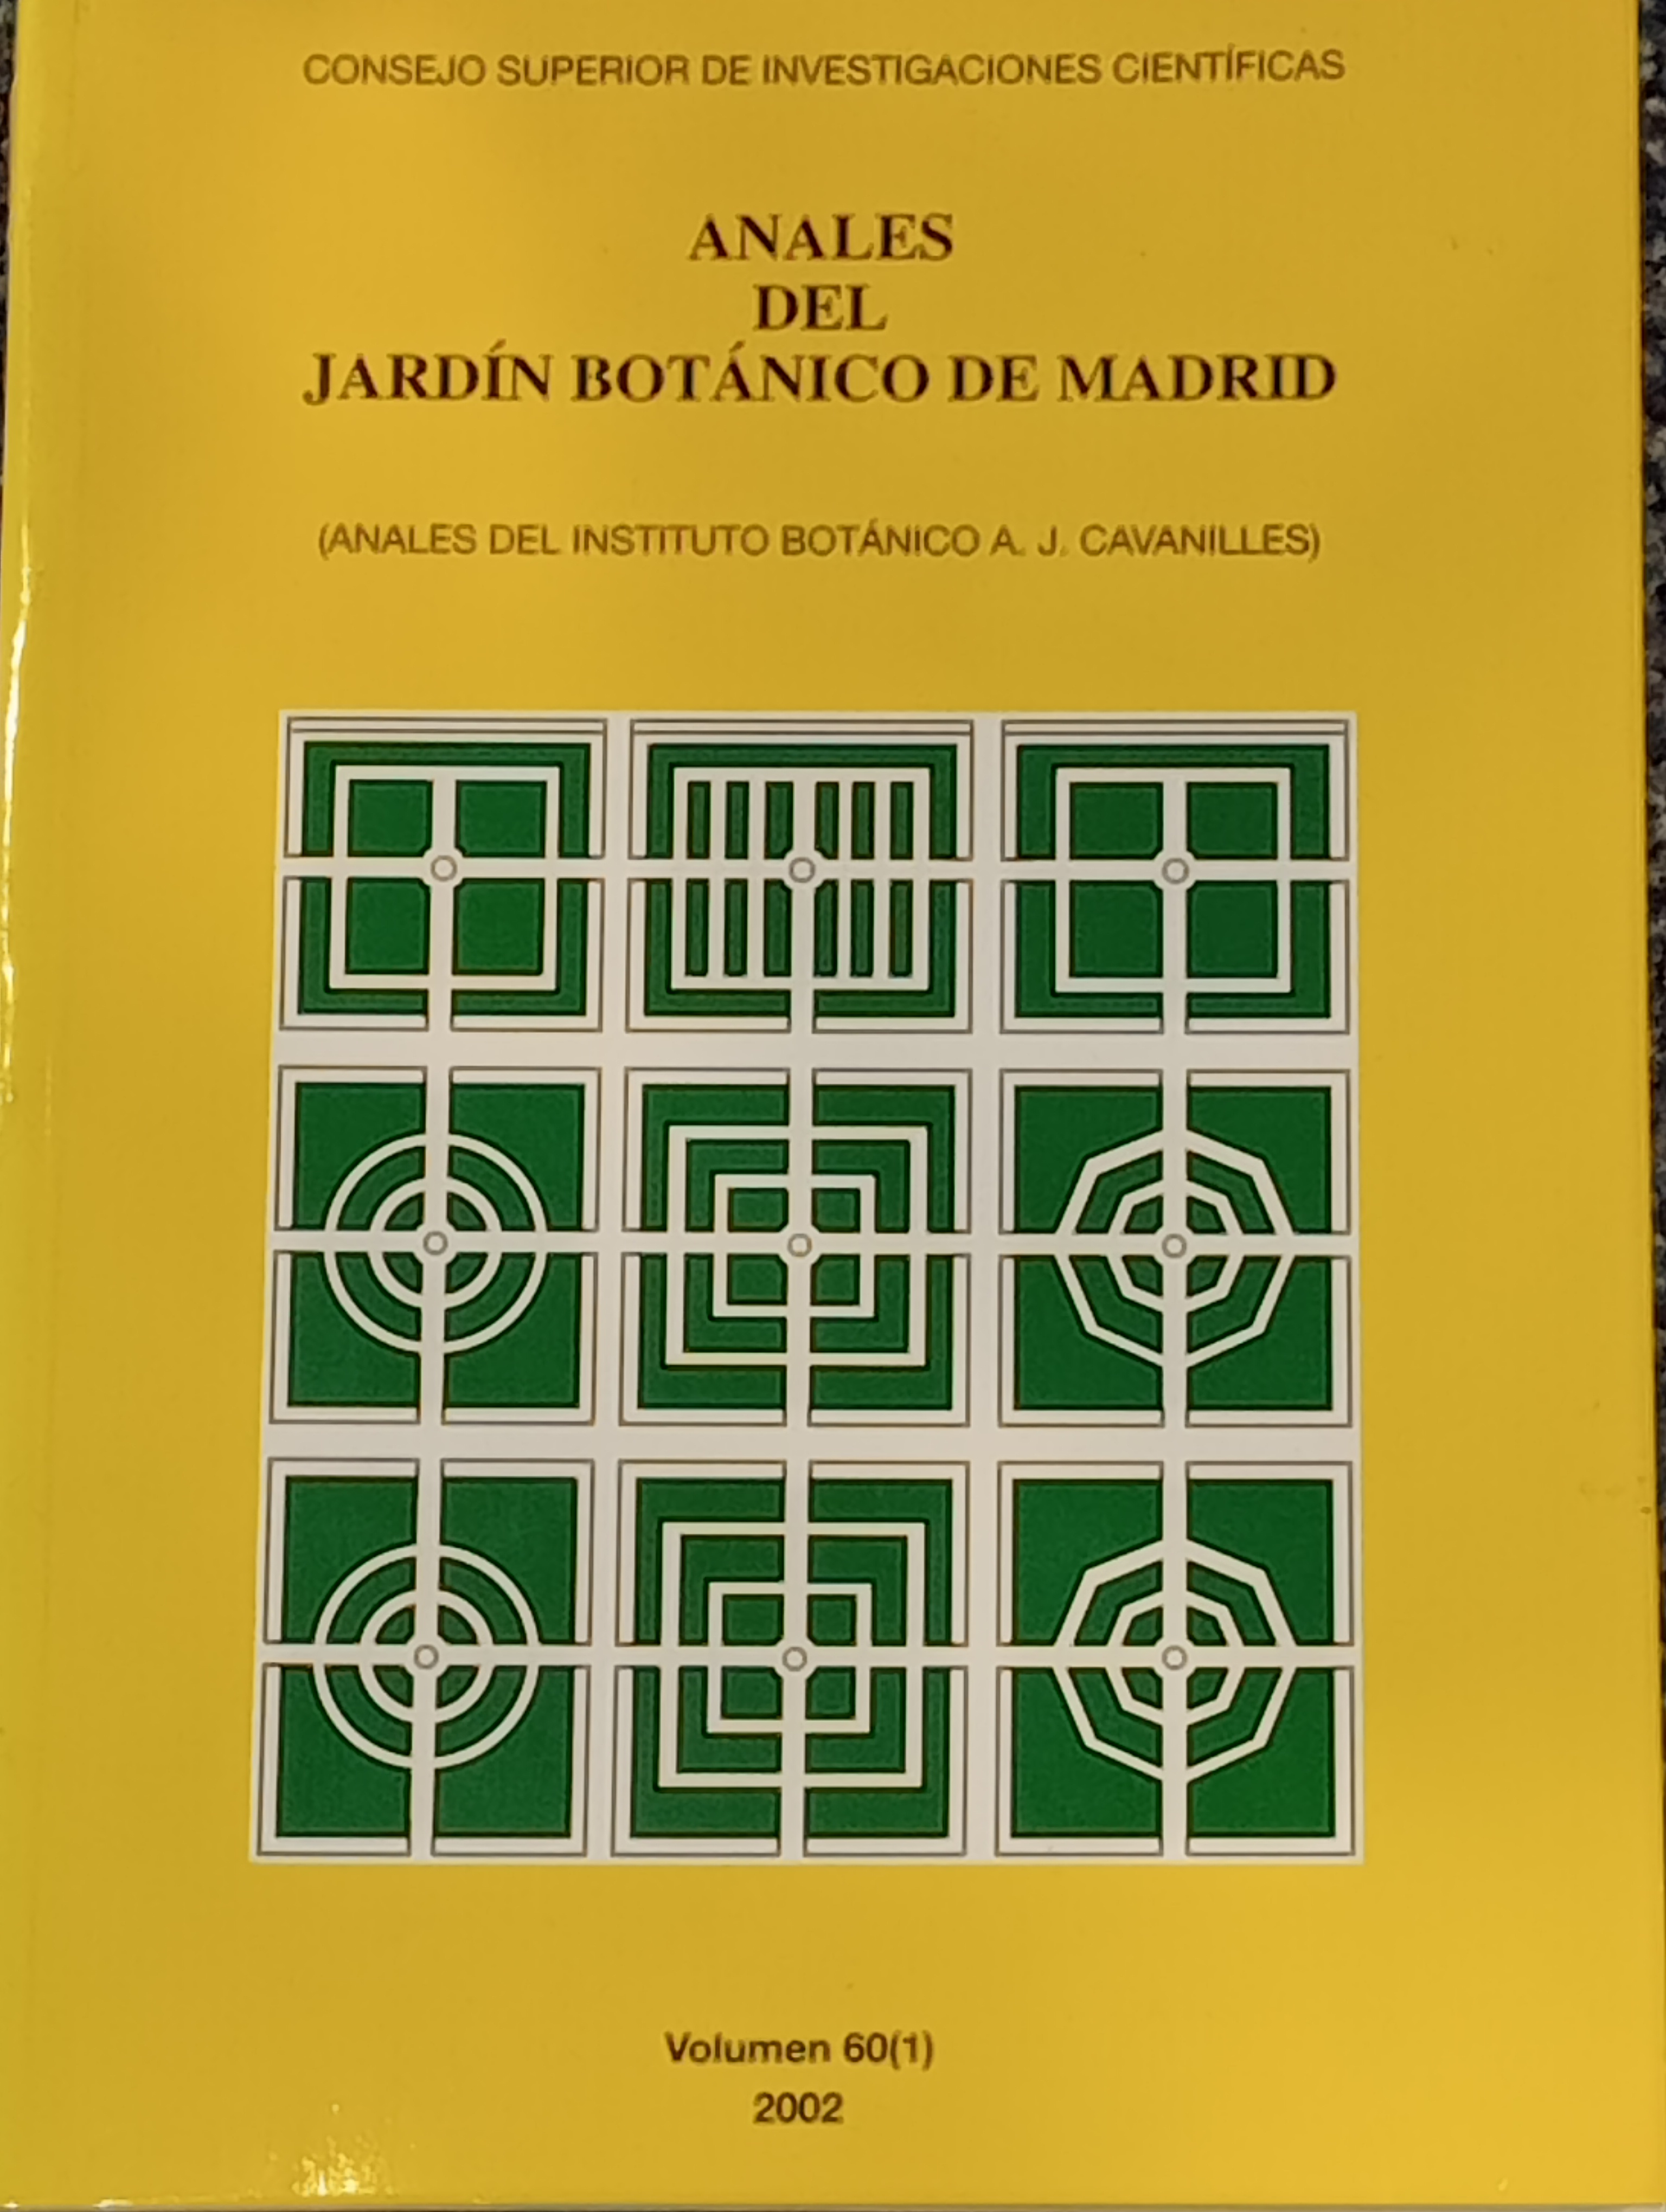 CONSEJO SUPERIOR DE INVESTIGACIONES CIENTÍFICAS
ANALES
DEL
JARDÍN BOTÁNICO DE MADRID
(ANALES DEL INSTITUTO BOTÁNICO A. J. CAVANILLES)
Volumen 60(1)
2002